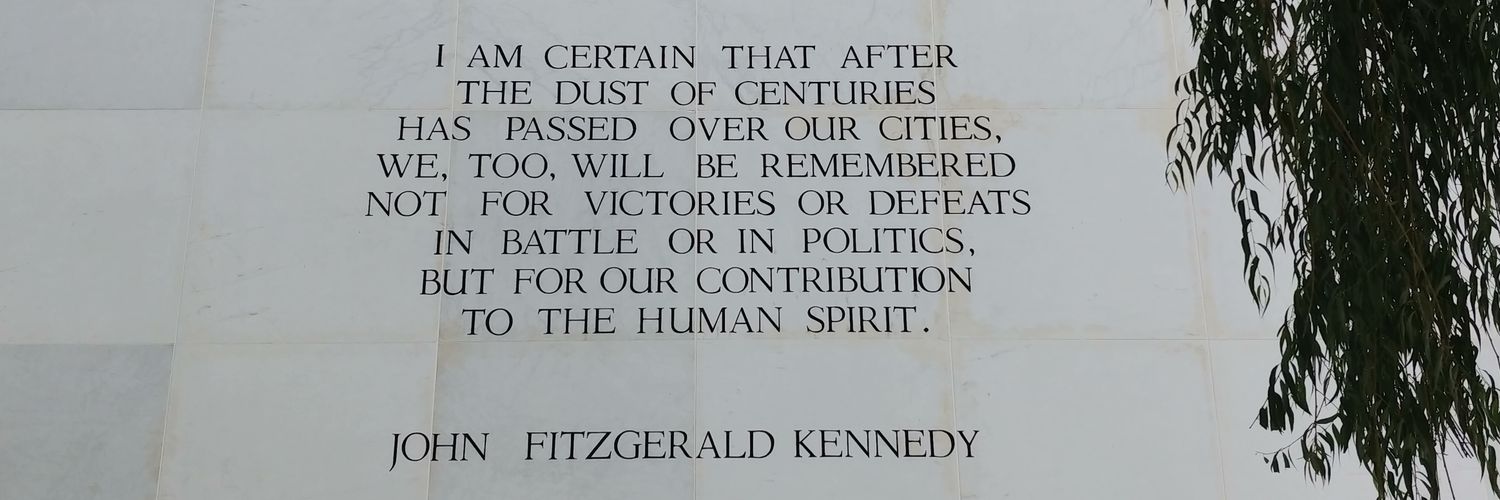 I AM CERTAIN THAT AFTER
THE DUST OF CENTURIES
HAS PASSED OVER OUR CITIES,
WE, TOO, WILL BE REMEMBERED
NOT FOR VICTORIES OR DEFEATS
IN BATTLE OR IN POLITICS,
BUT FOR OUR CONTRIBUTION
TO THE HUMAN SPIRIT.
JOHN FITZGERALD KENNEDY